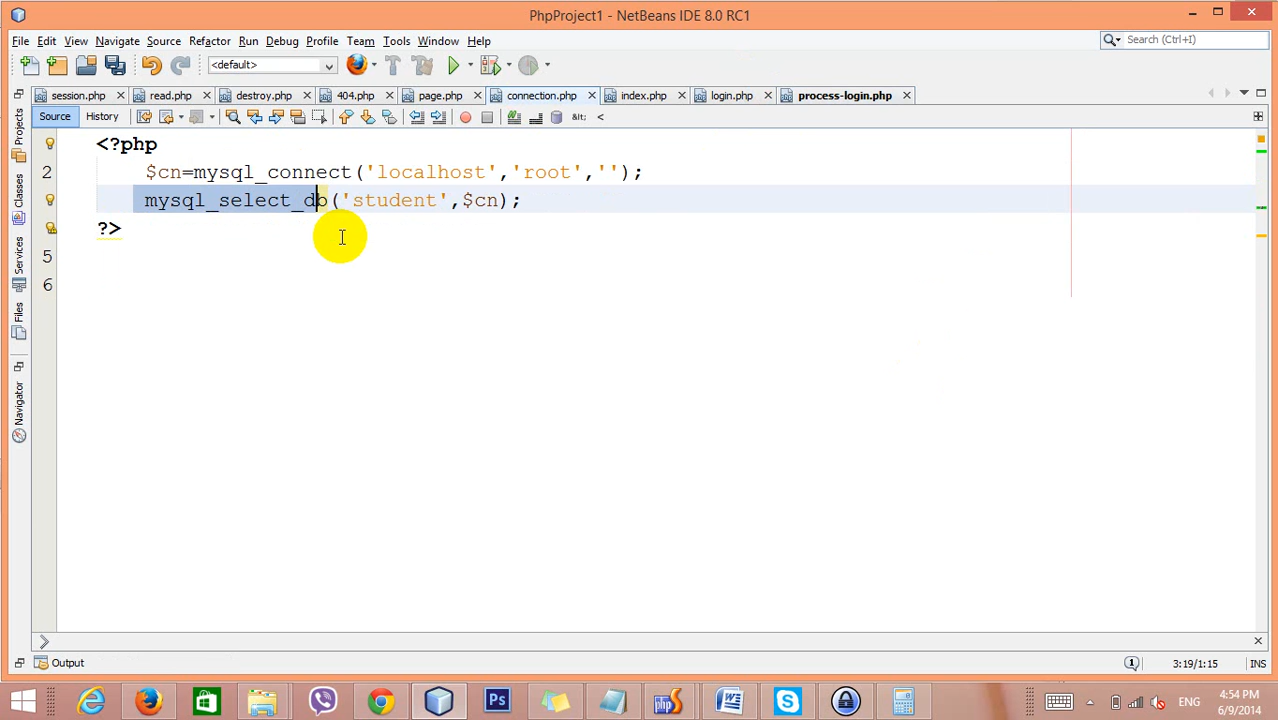 PhpProject1 - NetBeans IDE 8.0 RC1
File Edit View Navigate Source Refactor Run Debug Profile Team Tools Window Help
Search (Ctrl+I)
<default>
session.php read.php destroy.php 404.php page.php connection.php index.php login.php process-login.php
Source History
<?php
2 $cn=mysql_connect('localhost','root','');
mysql_select_db('student',$cn);
?>
5
6
Projects
Classes
Services
Files
Navigator
Output
1 3:19/1:15 INS
Ps php W S
ENG
4:54 PM
6/9/2014